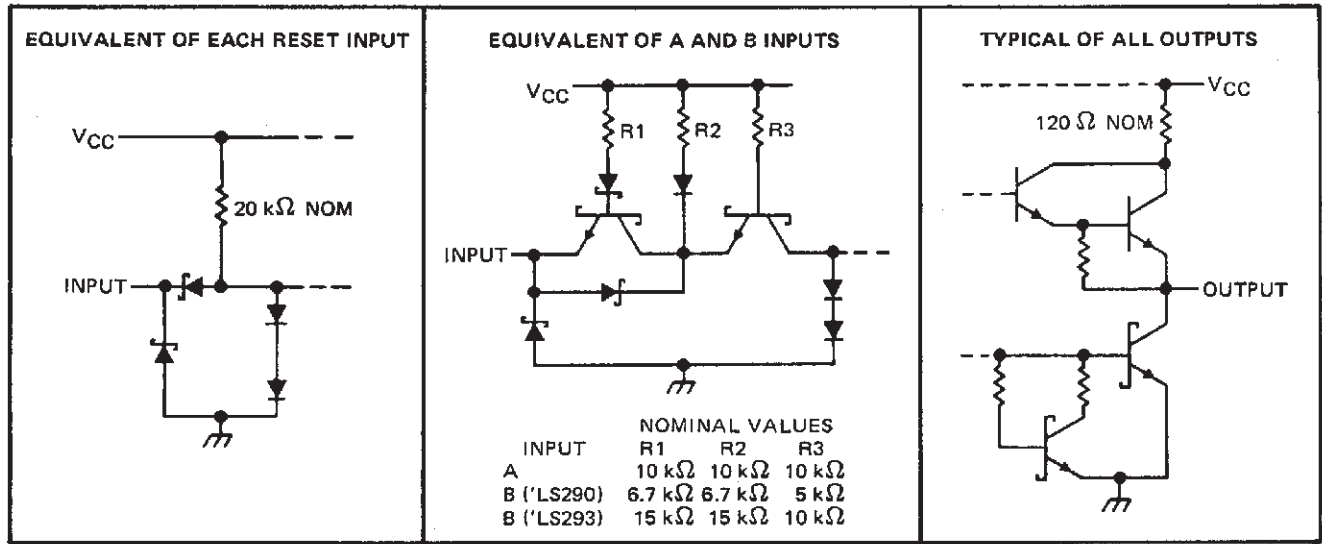 EQUIVALENT OF EACH RESET INPUT
VCC
20 kΩ NOM
INPUT
EQUIVALENT OF A AND B INPUTS
VCC
R1 R2 R3
INPUT
NOMINAL VALUES
INPUT R1 R2 R3
A 10 kΩ 10 kΩ 10 kΩ
B ('LS290) 6.7 kΩ 6.7 kΩ 5 kΩ
B ('LS293) 15 kΩ 15 kΩ 10 kΩ
TYPICAL OF ALL OUTPUTS
VCC
120 Ω NOM
OUTPUT